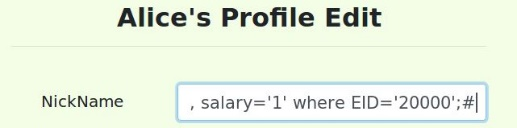 Alice's Profile Edit
NickName
, salary='1' where EID='20000';#